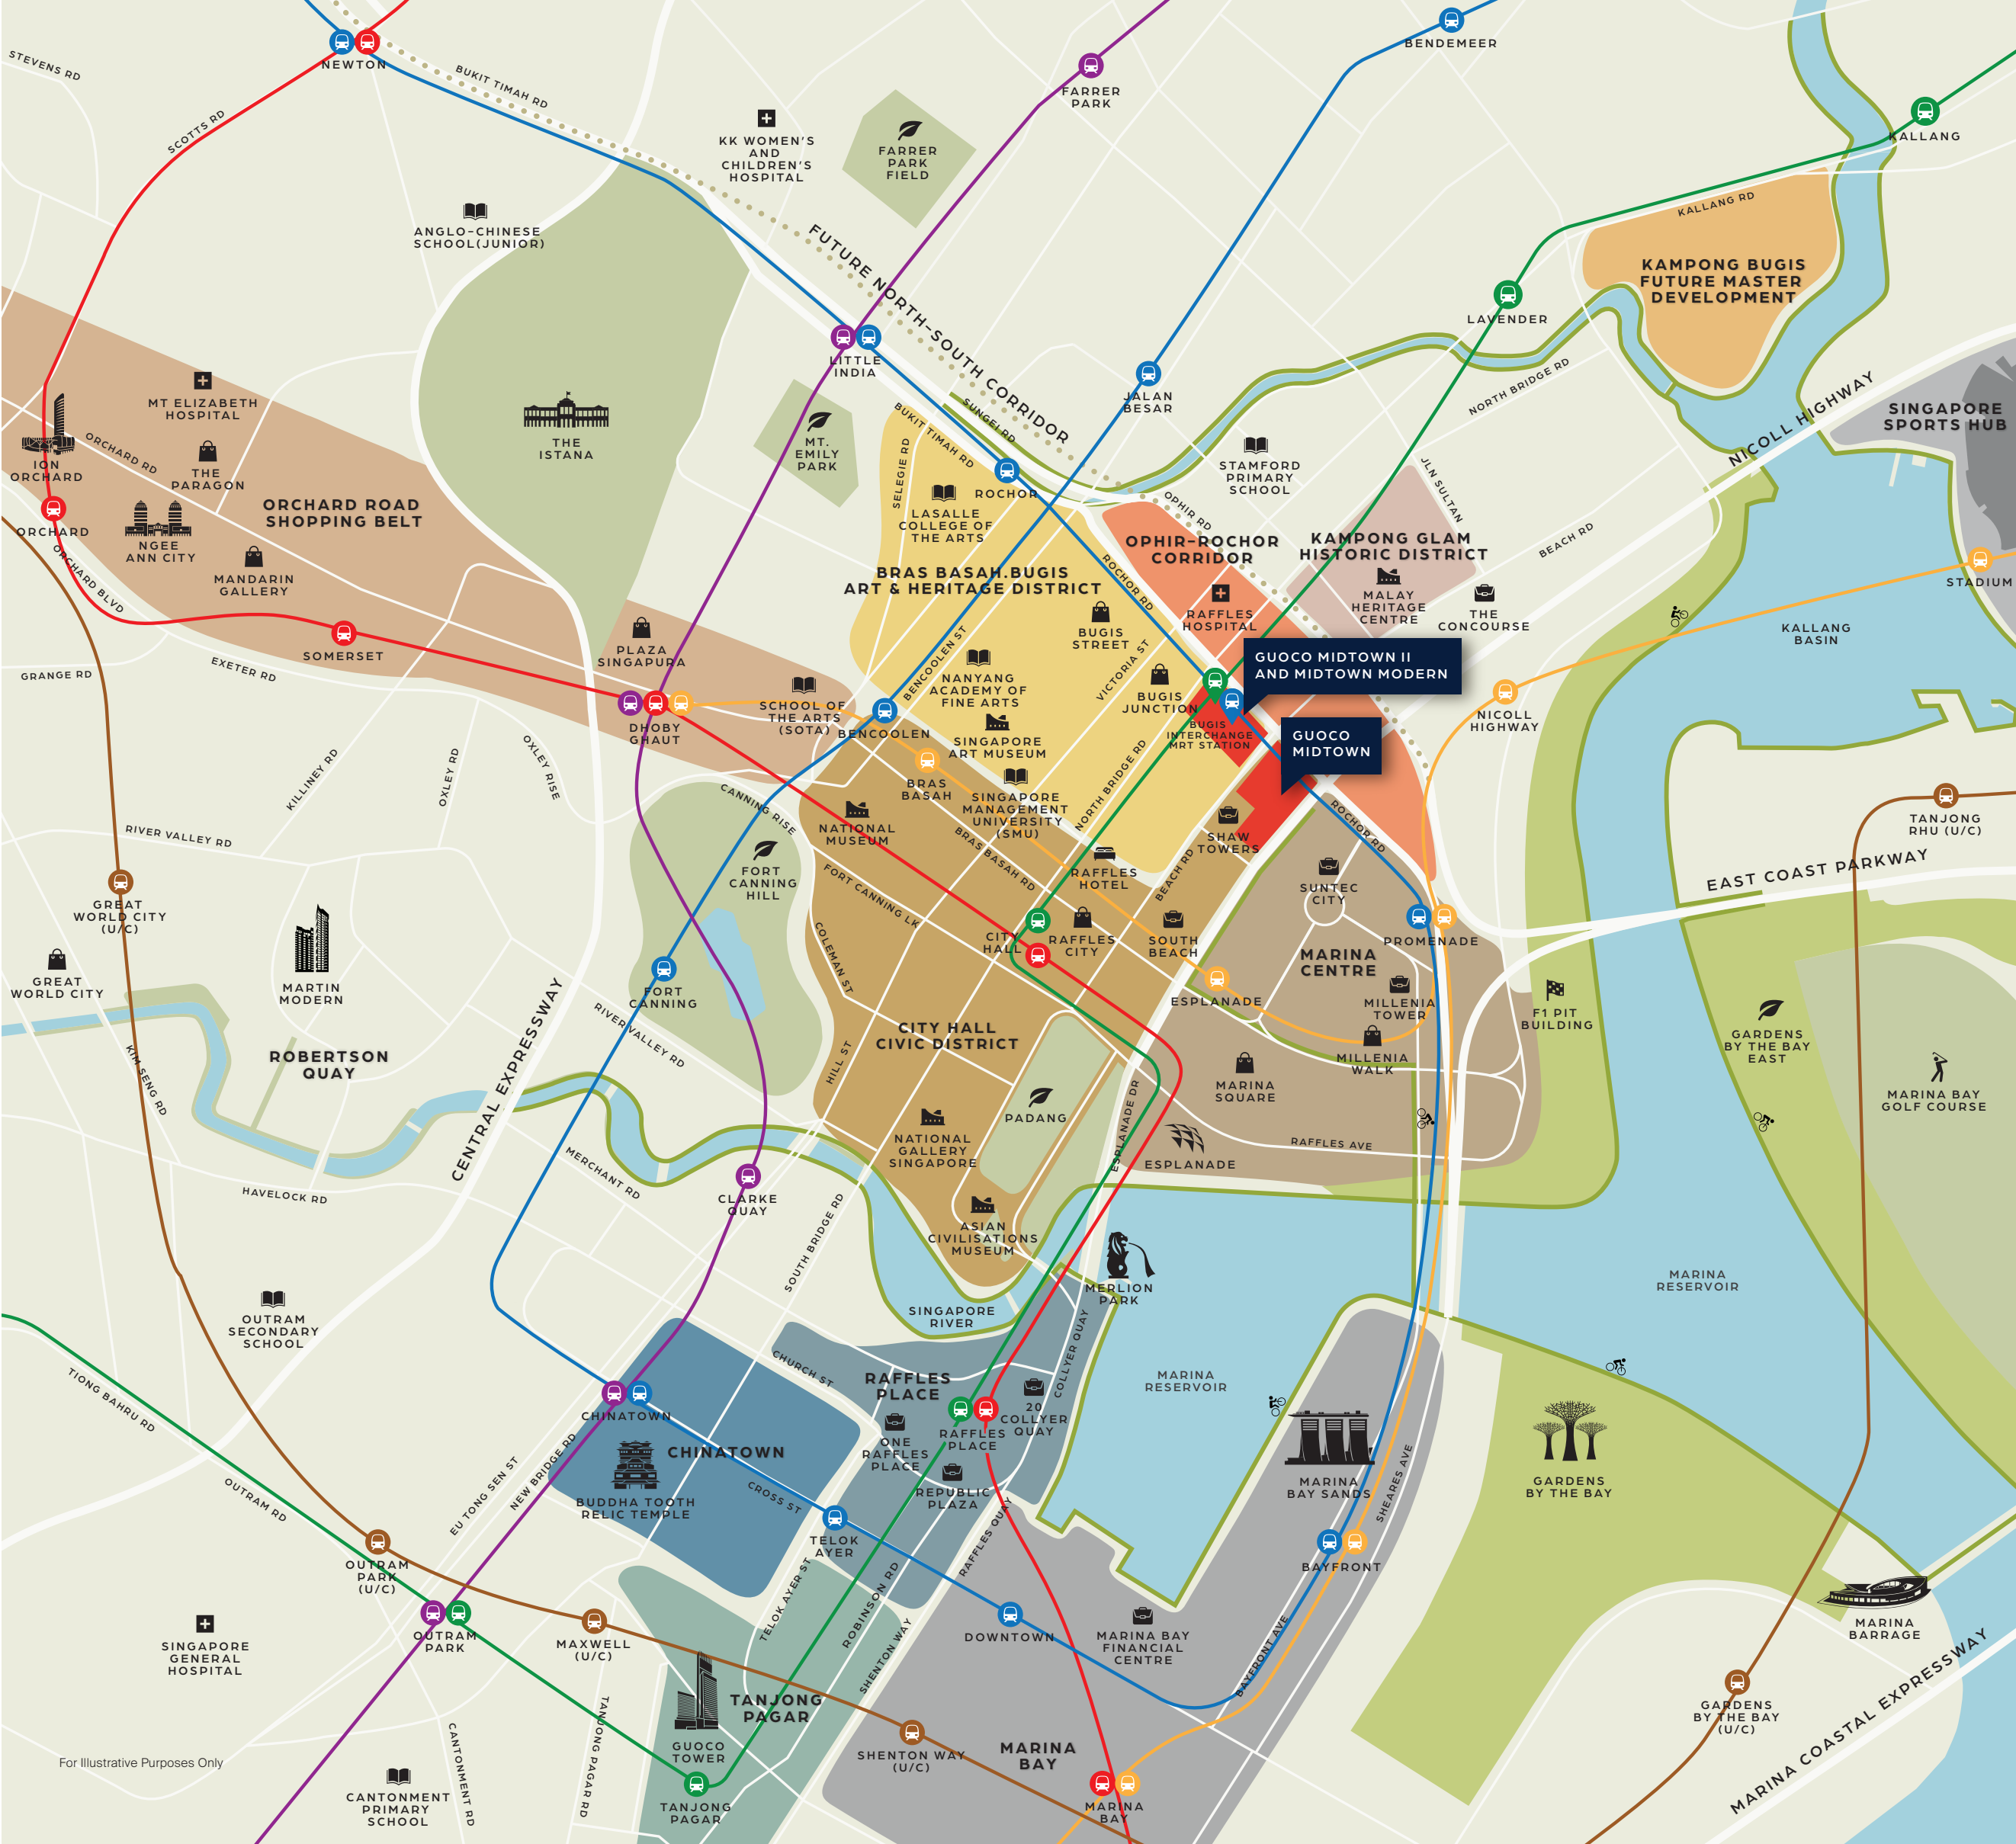 STEVENS RD
NEWTON
SCOTTS RD
BUKIT TIMAH RD
BENDEMEER
FARRER
PARK
KALLANG
KK WOMEN'S
AND
CHILDREN'S
HOSPITAL
FARRER
PARK
FIELD
ANGLO-CHINESE
SCHOOL(JUNIOR)
KALLANG RD
FUTURE NORTH-SOUTH CORRIDOR
KAMPONG BUGIS
FUTURE MASTER
DEVELOPMENT
LAVENDER
LITTLE
INDIA
JALAN
BESAR
NORTH BRIDGE RD
NICOLL HIGHWAY
SINGAPORE
SPORTS HUB
MT ELIZABETH
HOSPITAL
ION
ORCHARD
ORCHARD RD
THE
PARAGON
THE
ISTANA
MT.
EMILY
PARK
SELEGIE RD
BUKIT TIMAH RD
SUNGEI RD
ROCHOR
STAMFORD
PRIMARY
SCHOOL
JLN SULTAN
OPHIR RD
BEACH RD
ORCHARD ROAD
SHOPPING BELT
ORCHARD
NGEE
ANN CITY
MANDARIN
GALLERY
ORCHARD BLVD
LASALLE
COLLEGE OF
THE ARTS
OPHIR-ROCHOR
CORRIDOR
KAMPONG GLAM
HISTORIC DISTRICT
BRAS BASAH.BUGIS
ART & HERITAGE DISTRICT
ROCHOR RD
RAFFLES
HOSPITAL
MALAY
HERITAGE
CENTRE
THE
CONCOURSE
STADIUM
KALLANG
BASIN
SOMERSET
GRANGE RD
EXETER RD
PLAZA
SINGAPURA
BENCOOLEN ST
BUGIS
STREET
VICTORIA ST
GUOCO MIDTOWN II
AND MIDTOWN MODERN
NANYANG
ACADEMY OF
FINE ARTS
BUGIS
JUNCTION
SCHOOL OF
THE ARTS
(SOTA)
DHOBY
GHAUT
BENCOOLEN
SINGAPORE
ART MUSEUM
BUGIS
INTERCHANGE
MRT STATION
GUOCO
MIDTOWN
NICOLL
HIGHWAY
KILLINEY RD
OXLEY RD
OXLEY RISE
BRAS
BASAH
SINGAPORE
MANAGEMENT
UNIVERSITY
(SMU)
NORTH BRIDGE RD
CANNING RISE
NATIONAL
MUSEUM
BRAS BASAH RD
SHAW
TOWERS
ROCHOR RD
TANJONG
RHU (U/C)
RIVER VALLEY RD
FORT
CANNING
HILL
FORT CANNING LK
RAFFLES
HOTEL
BEACH RD
SUNTEC
CITY
EAST COAST PARKWAY
GREAT
WORLD CITY
(U/C)
GREAT
WORLD CITY
MARTIN
MODERN
FORT
CANNING
COLEMAN ST
CITY
HALL
RAFFLES
CITY
SOUTH
BEACH
PROMENADE
MARINA
CENTRE
ESPLANADE
MILLENIA
TOWER
F1 PIT
BUILDING
MILLENIA
WALK
GARDENS
BY THE BAY
EAST
MARINA BAY
GOLF COURSE
RIVER VALLEY RD
CITY HALL
CIVIC DISTRICT
HILL ST
ROBERTSON
QUAY
KIM SENG RD
CENTRAL EXPRESSWAY
MARINA
SQUARE
PADANG
ESPLANADE DR
RAFFLES AVE
ESPLANADE
NATIONAL
GALLERY
SINGAPORE
MERCHANT RD
HAVELOCK RD
CLARKE
QUAY
SOUTH BRIDGE RD
ASIAN
CIVILISATIONS
MUSEUM
MERLION
PARK
SINGAPORE
RIVER
MARINA
RESERVOIR
OUTRAM
SECONDARY
SCHOOL
TIONG BAHRU RD
CHURCH ST
RAFFLES
PLACE
COLLYER QUAY
MARINA
RESERVOIR
CHINATOWN
20
COLLYER
QUAY
RAFFLES
PLACE
ONE
RAFFLES
PLACE
CHINATOWN
REPUBLIC
PLAZA
BUDDHA TOOTH
RELIC TEMPLE
CROSS ST
EU TONG SEN ST
NEW BRIDGE RD
OUTRAM RD
MARINA
BAY SANDS
SHEARES AVE
GARDENS
BY THE BAY
TELOK
AYER
RAFFLES QUAY
BAYFRONT
OUTRAM
PARK
(U/C)
TELOK AYER ST
ROBINSON RD
SHENTON WAY
OUTRAM
PARK
MAXWELL
(U/C)
DOWNTOWN
MARINA BAY
FINANCIAL
CENTRE
BAYFRONT AVE
MARINA
BARRAGE
SINGAPORE
GENERAL
HOSPITAL
TANJONG
PAGAR
GARDENS
BY THE BAY
(U/C)
MARINA COASTAL EXPRESSWAY
GUOCO
TOWER
SHENTON WAY
(U/C)
MARINA
BAY
CANTONMENT RD
TANJONG PAGAR RD
For Illustrative Purposes Only
CANTONMENT
PRIMARY
SCHOOL
TANJONG
PAGAR
MARINA
BAY